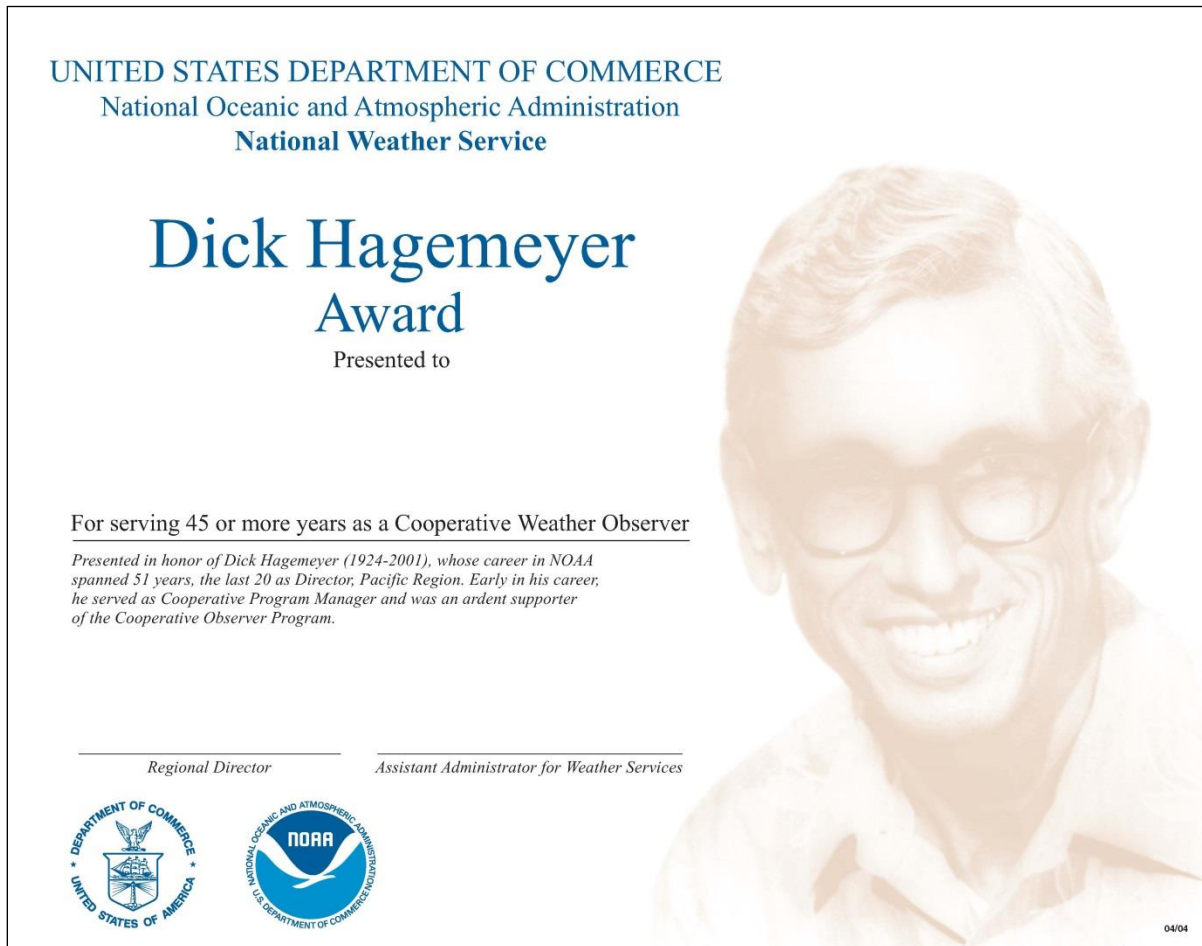 UNITED STATES DEPARTMENT OF COMMERCE
National Oceanic and Atmospheric Administration
National Weather Service
Dick Hagemeyer
Award
Presented to
For serving 45 or more years as a Cooperative Weather Observer
Presented in honor of Dick Hagemeyer (1924-2001), whose career in NOAA
spanned 51 years, the last 20 as Director, Pacific Region. Early in his career,
he served as Cooperative Program Manager and was an ardent supporter
of the Cooperative Observer Program.
Regional Director
Assistant Administrator for Weather Services
DEPARTMENT OF COMMERCE
UNITED STATES OF AMERICA
NATIONAL OCEANIC AND ATMOSPHERIC ADMINISTRATION
NOAA
U.S. DEPARTMENT OF COMMERCE
04/04